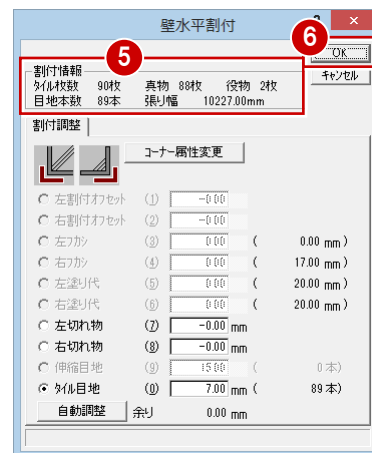 壁水平割付
?
×
6
OK
5
割付情報
キャンセル
タイル枚数 90枚 真物 88枚 役物 2枚
目地本数 89本 張り幅 10227.00mm
割付調整
コーナー属性変更
左割付オフセット (1) -0.00
右割付オフセット (2) -0.00
左フカシ (3) 0.00 ( 0.00 mm )
右フカシ (4) 0.00 ( 17.00 mm )
左塗り代 (5) 0.00 ( 20.00 mm )
右塗り代 (6) 0.00 ( 20.00 mm )
左切れ物 (7) -0.00 mm
右切れ物 (8) -0.00 mm
伸縮目地 (9) 15.00 ( 0 本 )
タイル目地 (0) 7.00 mm ( 89 本 )
自動調整 余り 0.00 mm